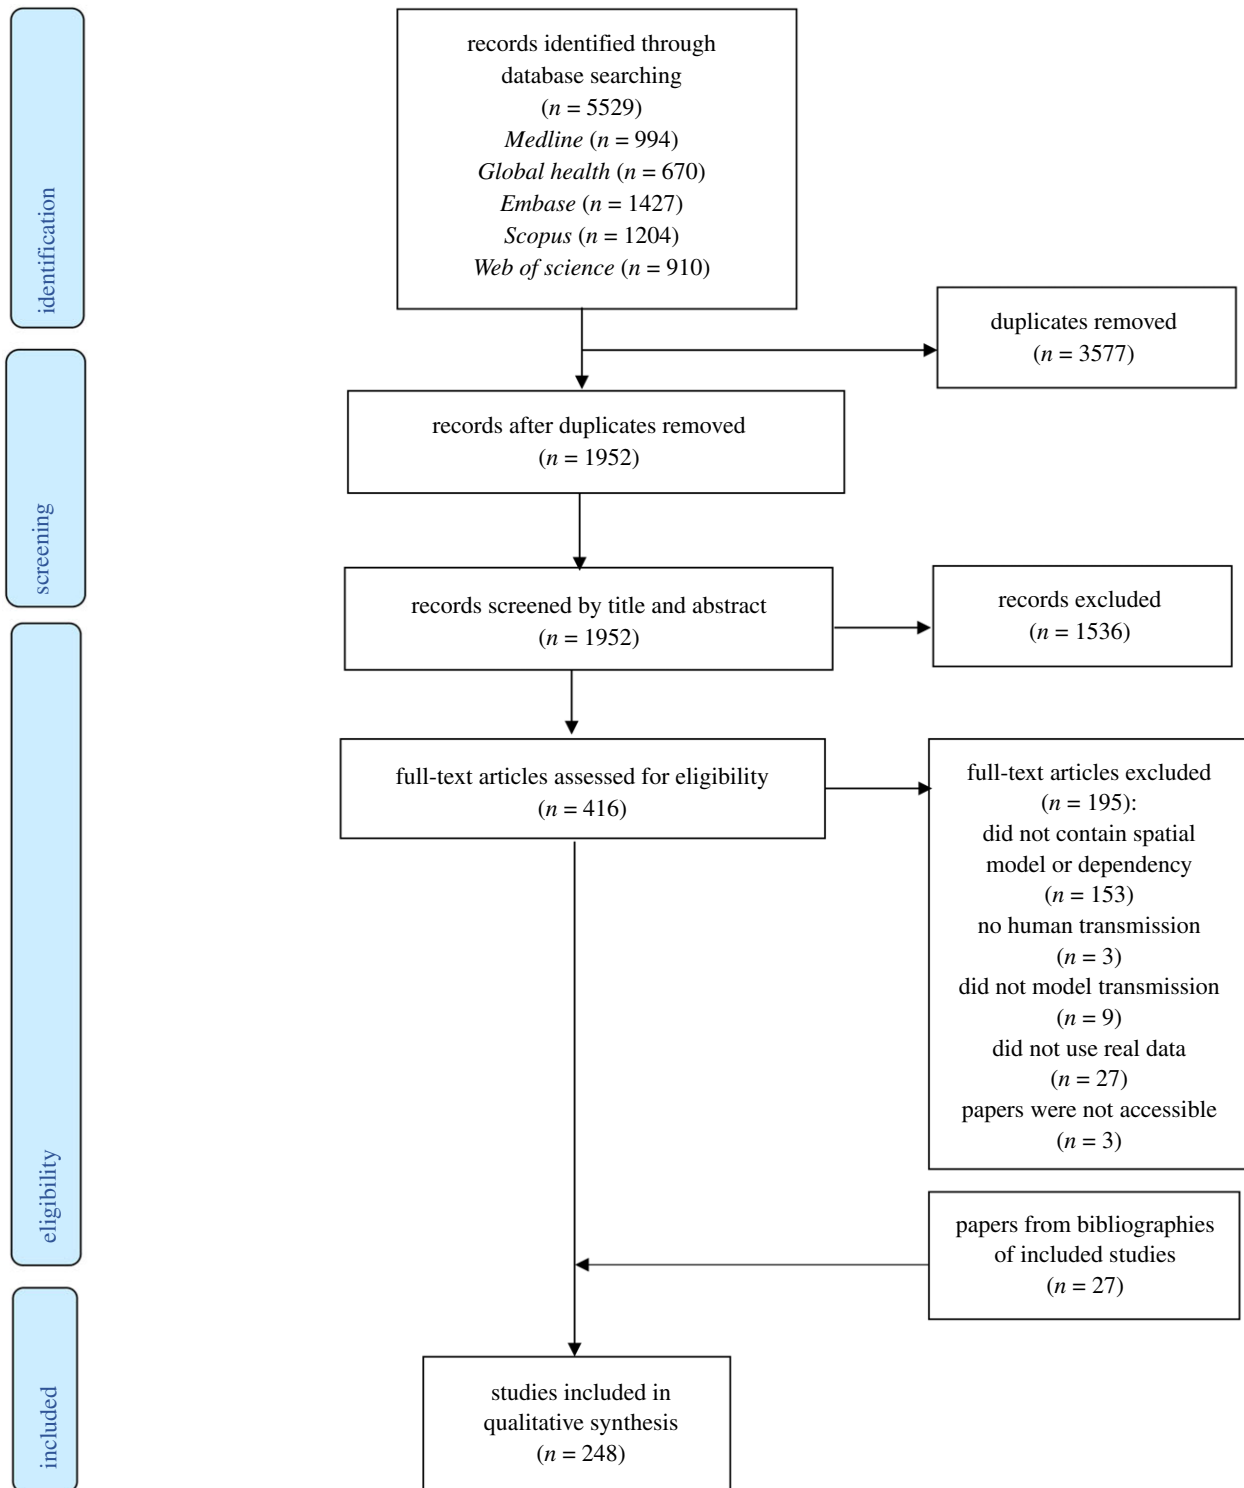 identification
records identified through
database searching
(n = 5529)
Medline (n = 994)
Global health (n = 670)
Embase (n = 1427)
Scopus (n = 1204)
Web of science (n = 910)
duplicates removed
(n = 3577)
screening
records after duplicates removed
(n = 1952)
records screened by title and abstract
(n = 1952)
records excluded
(n = 1536)
eligibility
full-text articles assessed for eligibility
(n = 416)
full-text articles excluded
(n = 195):
did not contain spatial
model or dependency
(n = 153)
no human transmission
(n = 3)
did not model transmission
(n = 9)
did not use real data
(n = 27)
papers were not accessible
(n = 3)
papers from bibliographies
of included studies
(n = 27)
included
studies included in
qualitative synthesis
(n = 248)